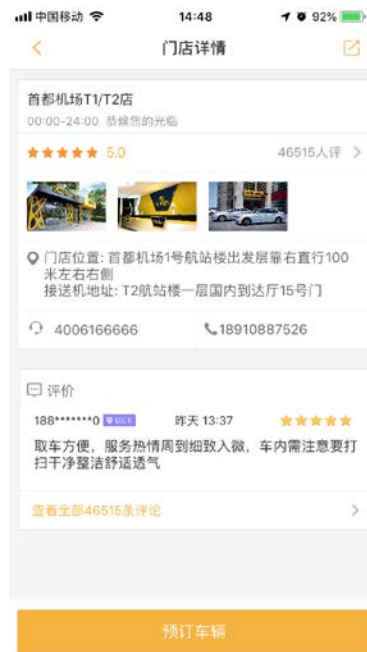 中国移动
14:48
92%
门店详情
首都机场T1/T2店
00:00-24:00 恭候您的光临
5.0
46515人评
门店位置: 首都机场1号航站楼出发层靠右直行100
米左右右侧
接送机地址: T2航站楼一层国内到达厅15号门
4006166666
18910887526
评价
188*******0
昨天 13:37
取车方便，服务热情周到细致入微，车内需注意要打
扫干净整洁舒适透气
查看全部46515条评论
预订车辆